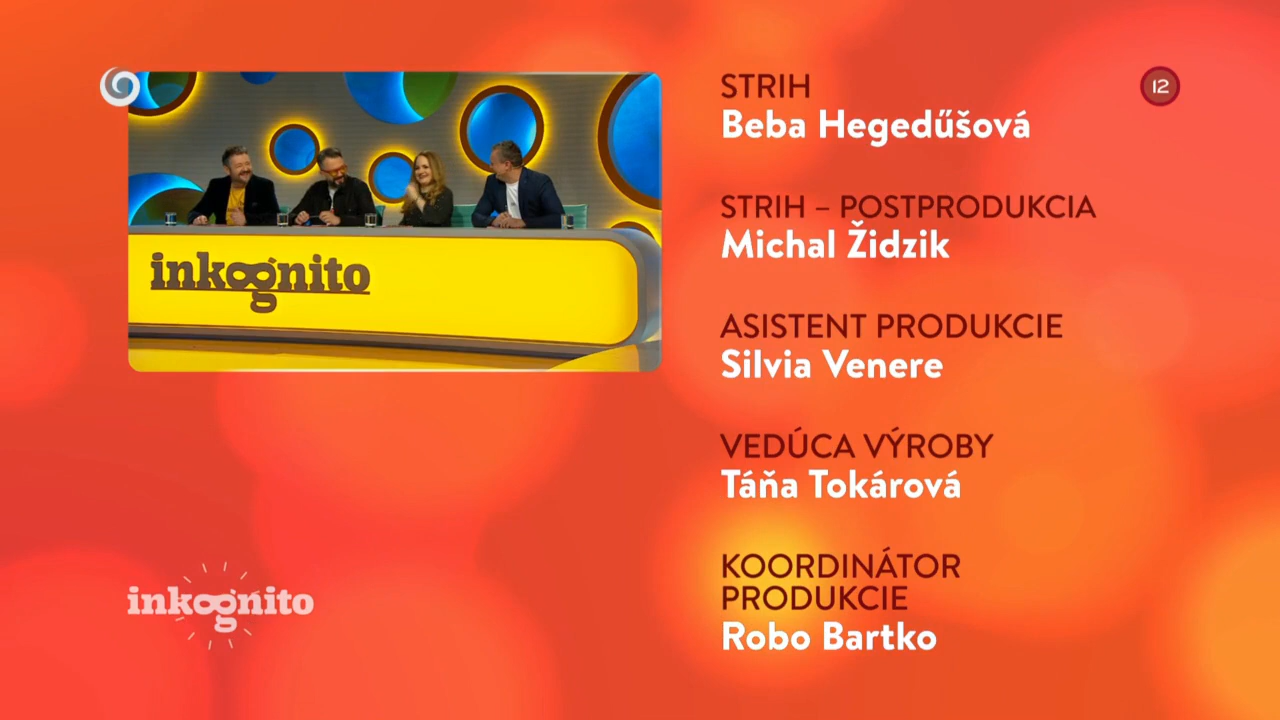 inkognito
inkognito
STRIH
Beba Hegedűšová
STRIH – POSTPRODUKCIA
Michal Židzik
ASISTENT PRODUKCIE
Silvia Venere
VEDÚCA VÝROBY
Táňa Tokárová
KOORDINÁTOR
PRODUKCIE
Robo Bartko
12